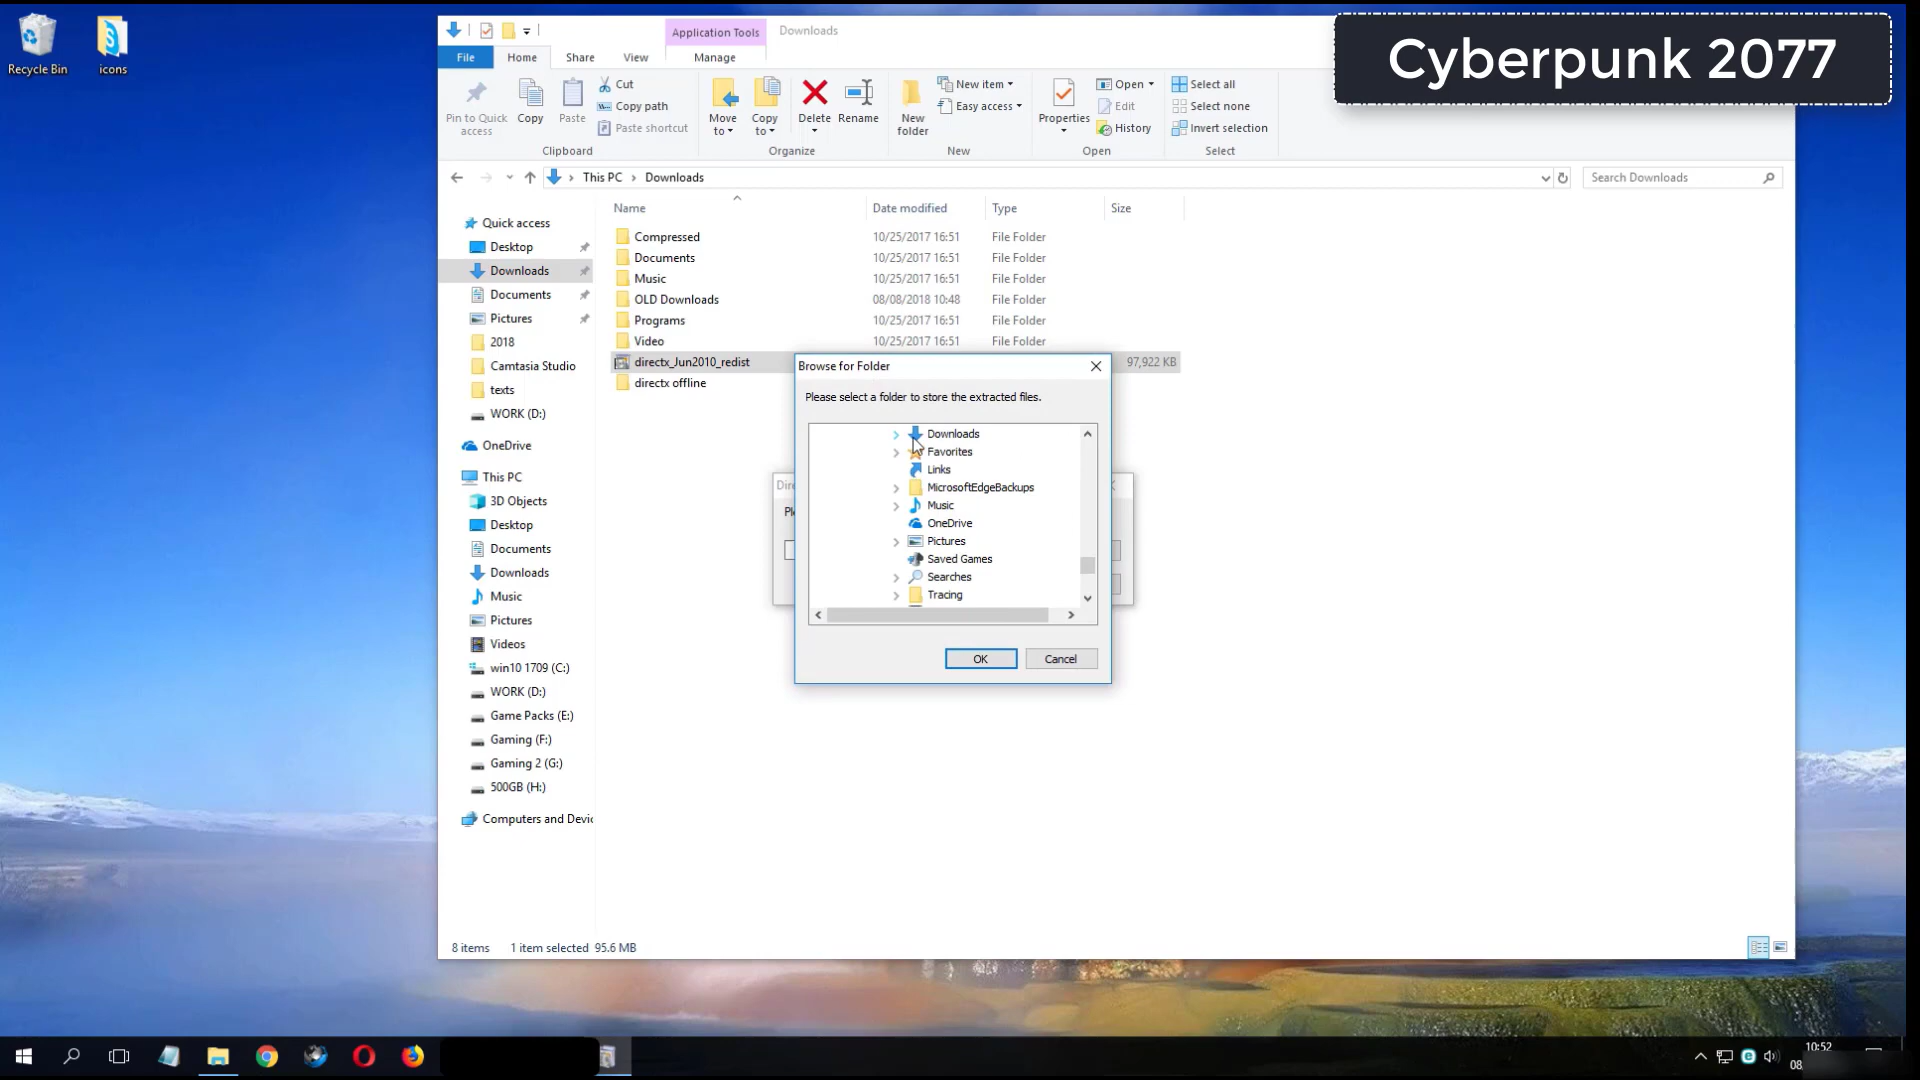 Recycle Bin
icons
Application Tools
Downloads
Cyberpunk 2077
File
Home
Share
View
Manage
Pin to Quick access
Copy
Paste
Cut
Copy path
Paste shortcut
Clipboard
Move to
Copy to
Delete
Rename
Organize
New folder
New item
Easy access
New
Properties
Open
Edit
History
Open
Select all
Select none
Invert selection
Select
This PC
Downloads
Search Downloads
Name
Date modified
Type
Size
Compressed 10/25/2017 16:51 File Folder
Documents 10/25/2017 16:51 File Folder
Music 10/25/2017 16:51 File Folder
OLD Downloads 08/08/2018 10:48 File Folder
Programs 10/25/2017 16:51 File Folder
Video 10/25/2017 16:51 File Folder
directx_Jun2010_redist 97,922 KB
directx offline
Quick access
Desktop
Downloads
Documents
Pictures
2018
Camtasia Studio
texts
WORK (D:)
OneDrive
This PC
3D Objects
Desktop
Documents
Downloads
Music
Pictures
Videos
win10 1709 (C:)
WORK (D:)
Game Packs (E:)
Gaming (F:)
Gaming 2 (G:)
500GB (H:)
Computers and Devic
Browse for Folder
Please select a folder to store the extracted files.
Downloads
Favorites
Links
MicrosoftEdgeBackups
Music
OneDrive
Pictures
Saved Games
Searches
Tracing
OK
Cancel
8 items
1 item selected 95.6 MB
10:52